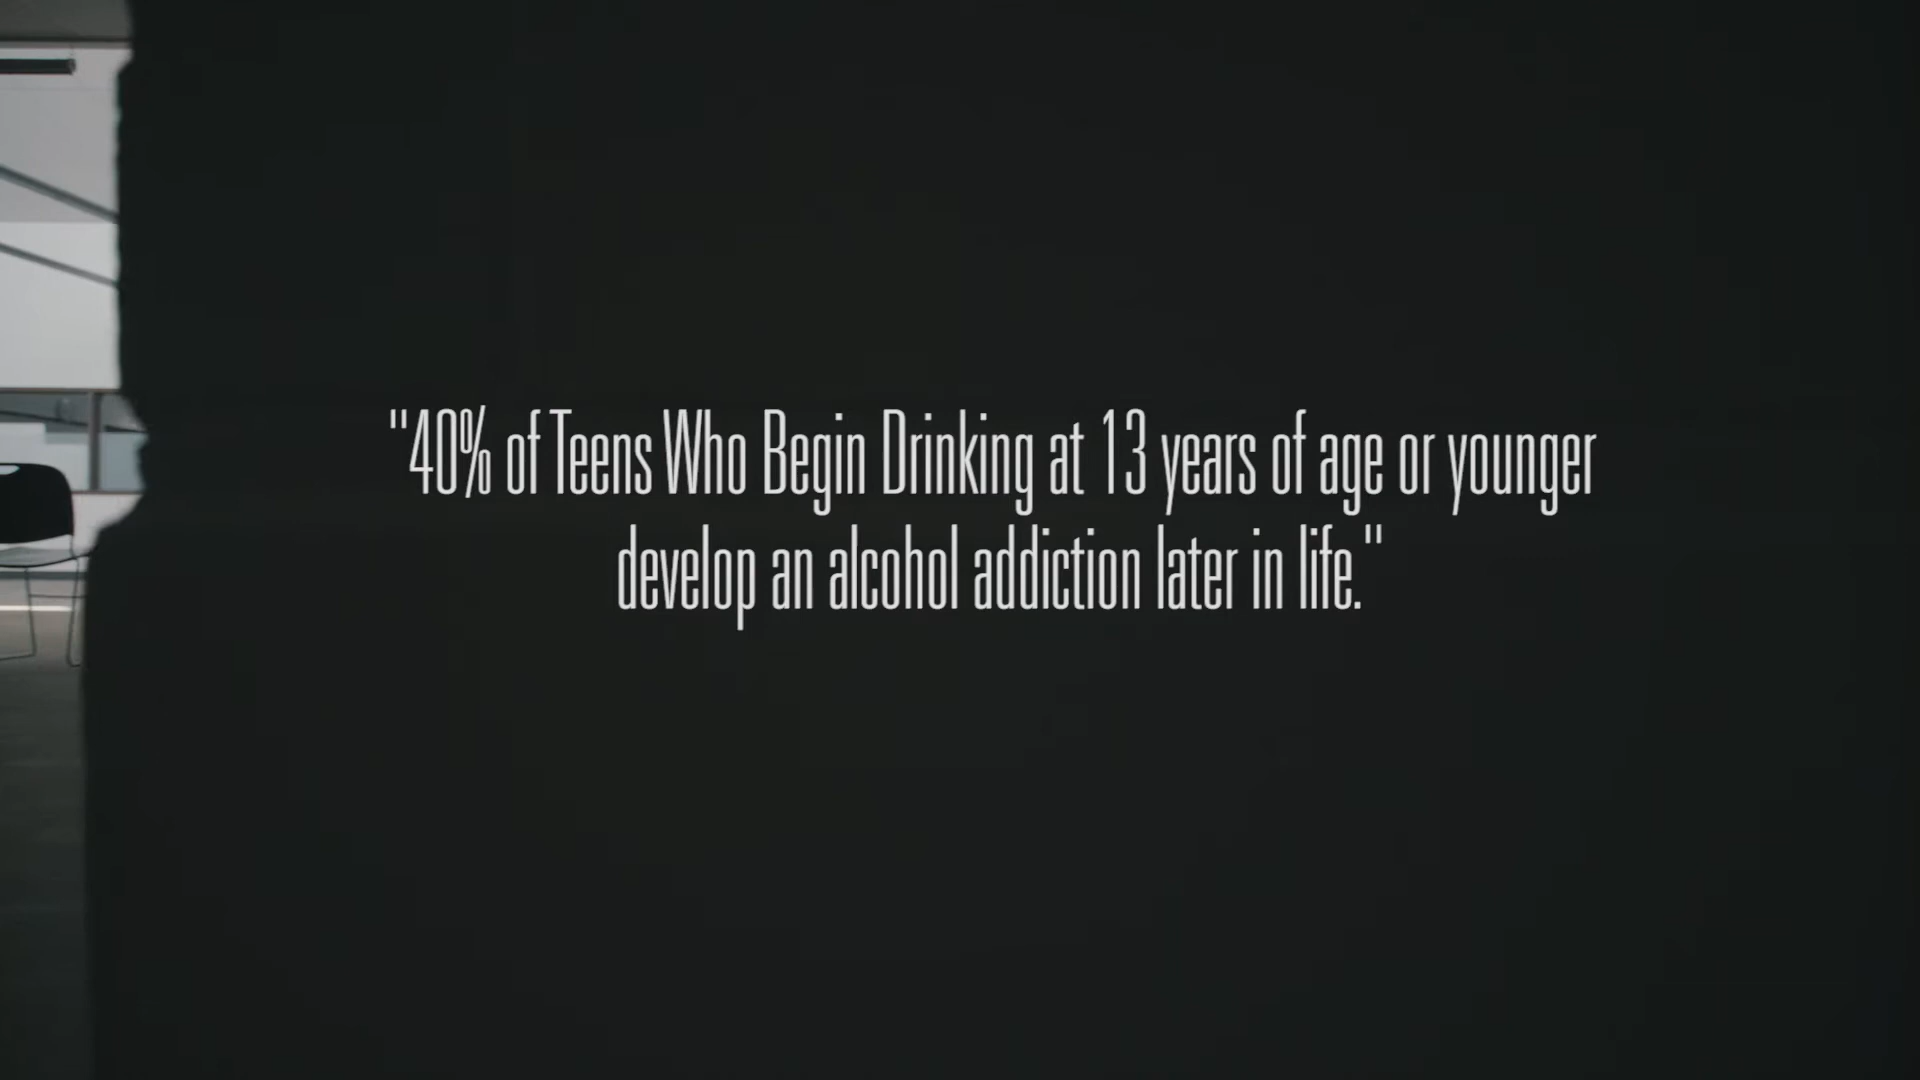 "40% of Teens Who Begin Drinking at 13 years of age or younger
develop an alcohol addiction later in life."